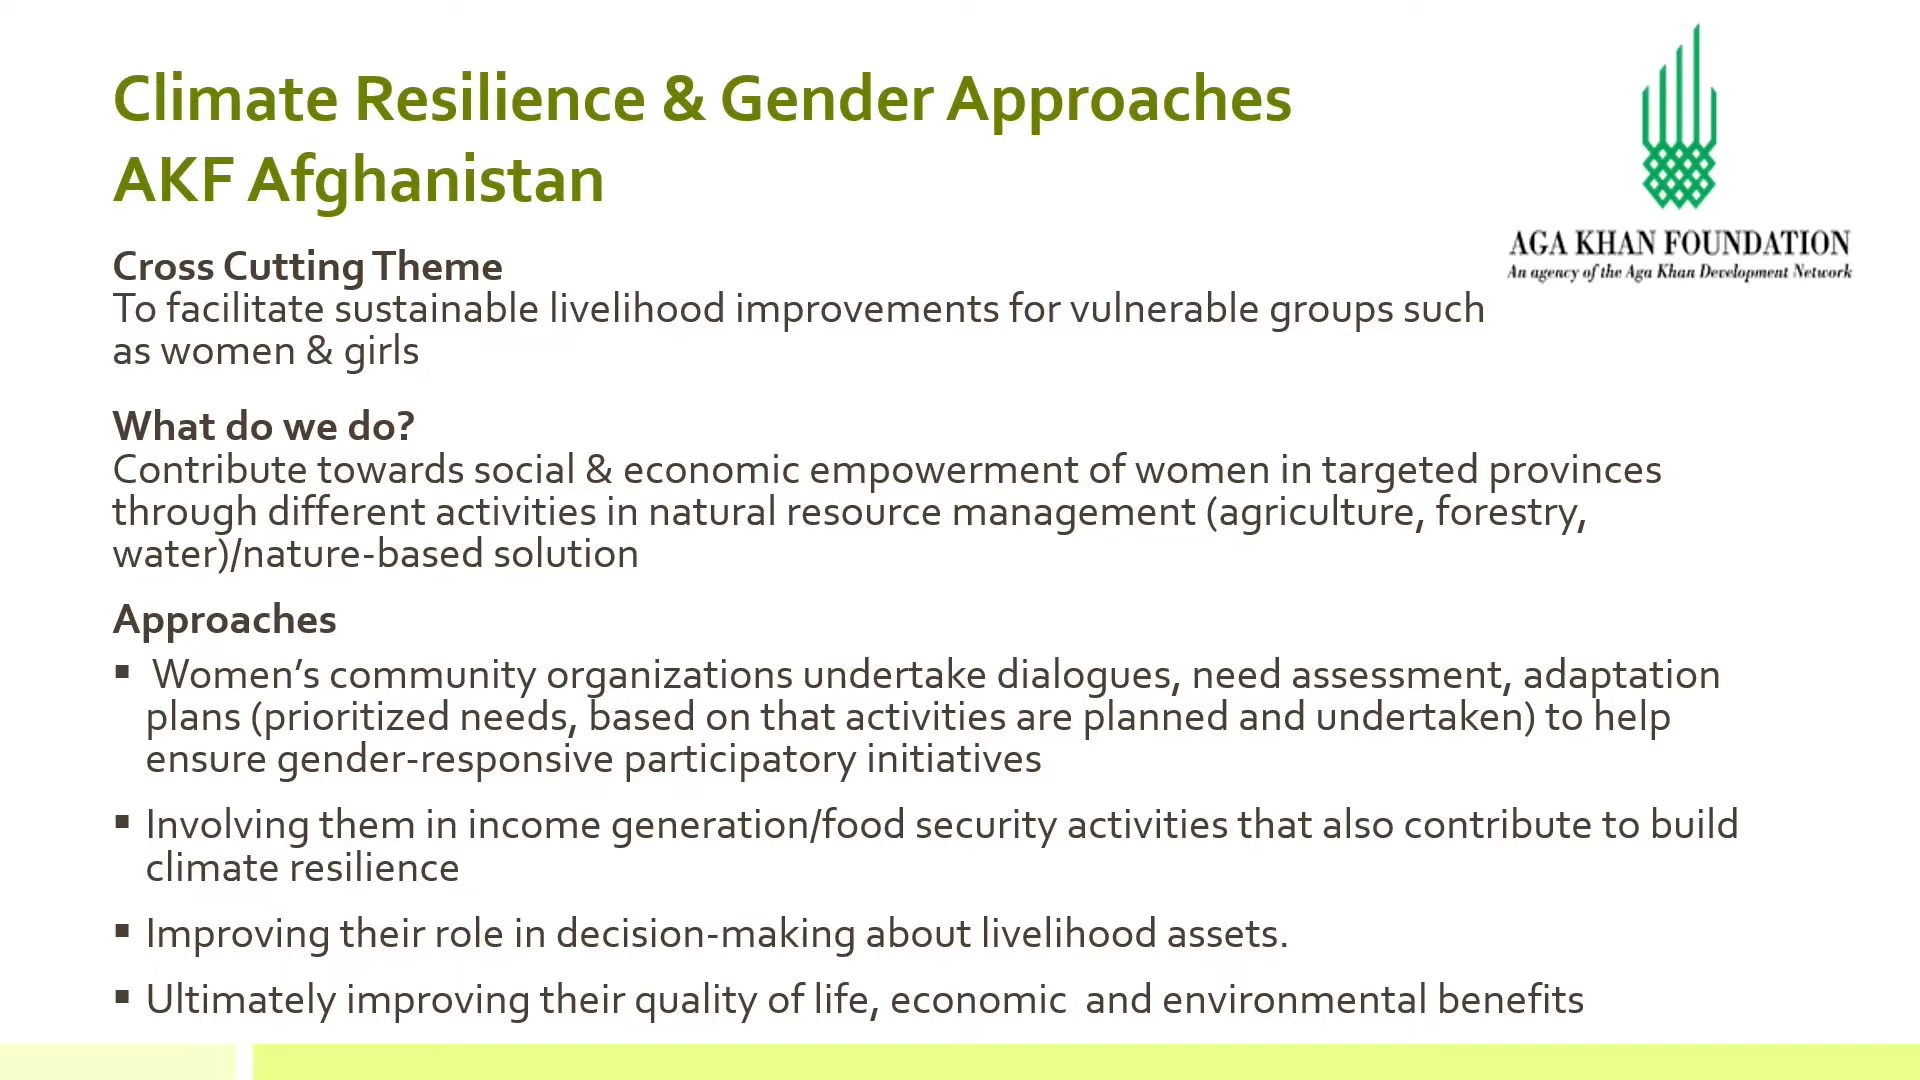 Climate Resilience & Gender Approaches
AKF Afghanistan
AGA KHAN FOUNDATION
An agency of the Aga Khan Development Network
Cross Cutting Theme
To facilitate sustainable livelihood improvements for vulnerable groups such
as women & girls
What do we do?
Contribute towards social & economic empowerment of women in targeted provinces
through different activities in natural resource management (agriculture, forestry,
water)/nature-based solution
Approaches
▪ Women’s community organizations undertake dialogues, need assessment, adaptation
plans (prioritized needs, based on that activities are planned and undertaken) to help
ensure gender-responsive participatory initiatives
▪ Involving them in income generation/food security activities that also contribute to build
climate resilience
▪ Improving their role in decision-making about livelihood assets.
▪ Ultimately improving their quality of life, economic and environmental benefits